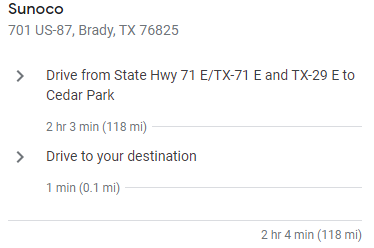 Sunoco
701 US-87, Brady, TX 76825
Drive from State Hwy 71 E/TX-71 E and TX-29 E to
Cedar Park
2 hr 3 min (118 mi)
Drive to your destination
1 min (0.1 mi)
2 hr 4 min (118 mi)